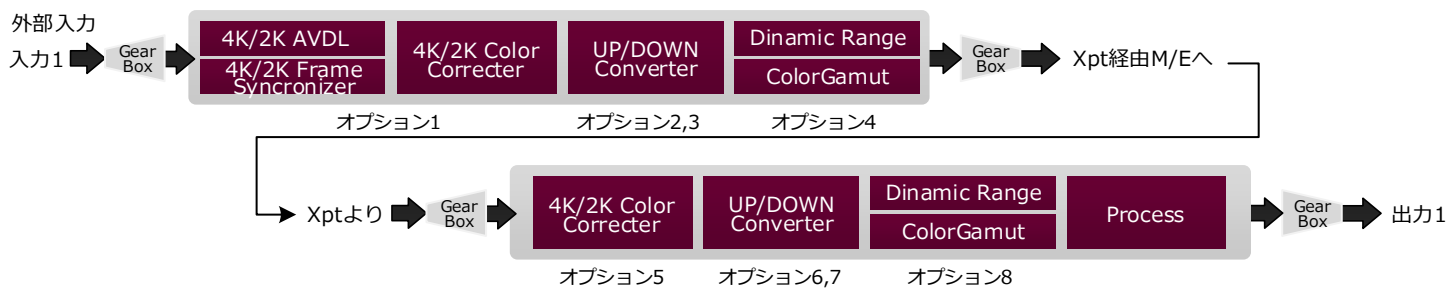 外部入力
入力1
Gear
Box
4K/2K AVDL
4K/2K Frame
Syncronizer
4K/2K Color
Correcter
UP/DOWN
Converter
Dinamic Range
ColorGamut
Gear
Box
Xpt経由M/Eへ
オプション1
オプション2,3
オプション4
Xptより
Gear
Box
4K/2K Color
Correcter
UP/DOWN
Converter
Dinamic Range
ColorGamut
Process
Gear
Box
出力1
オプション5
オプション6,7
オプション8